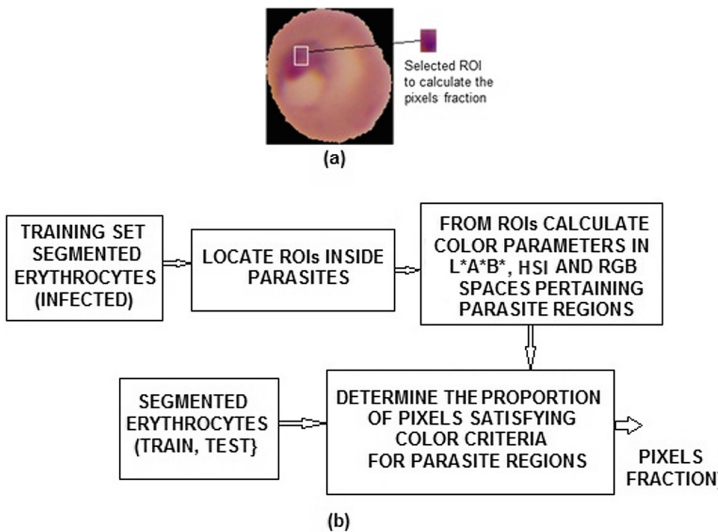 Selected ROI
to calculate the
pixels fraction
(a)
TRAINING SET
SEGMENTED
ERYTHROCYTES
(INFECTED)
LOCATE ROIs INSIDE
PARASITES
FROM ROIs CALCULATE
COLOR PARAMETERS IN
L*A*B*, HSI AND RGB
SPACES PERTAINING
PARASITE REGIONS
SEGMENTED
ERYTHROCYTES
(TRAIN, TEST}
DETERMINE THE PROPORTION
OF PIXELS SATISFYING
COLOR CRITERIA
FOR PARASITE REGIONS
PIXELS
FRACTION
(b)